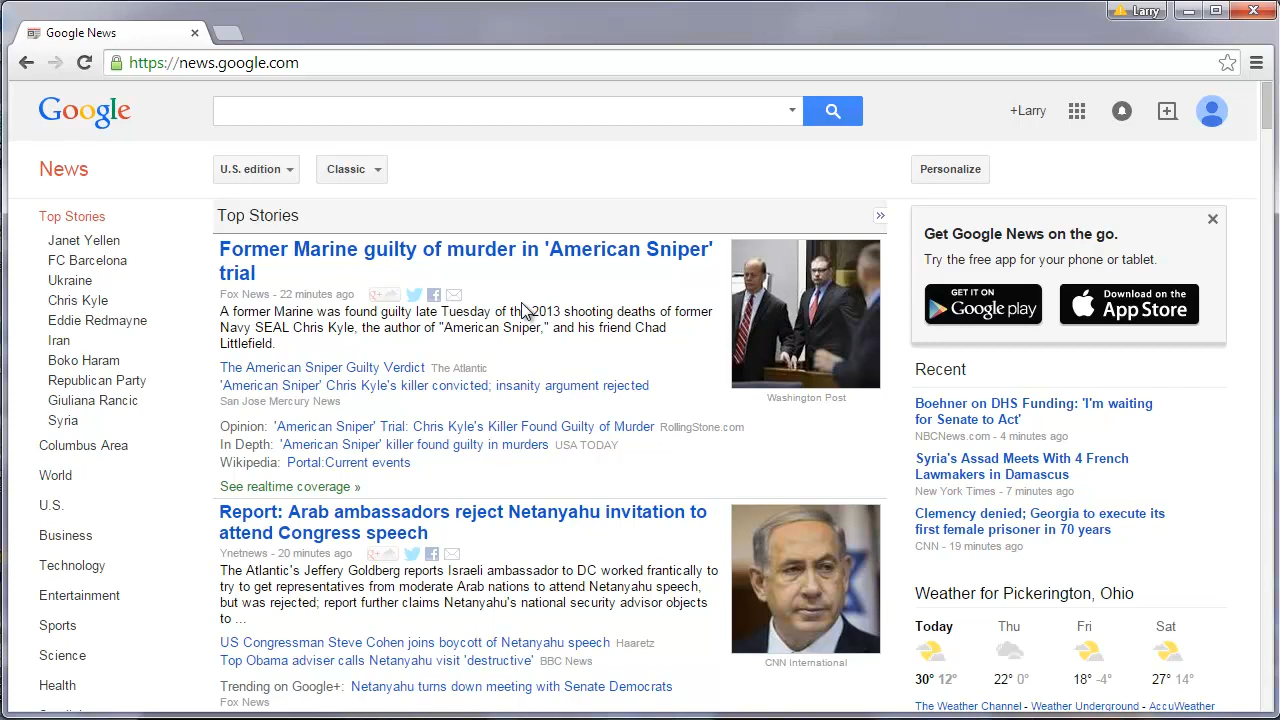 Larry
Google News
https://news.google.com
Google
+Larry
News
U.S. edition
Classic
Personalize
Top Stories
Janet Yellen
FC Barcelona
Ukraine
Chris Kyle
Eddie Redmayne
Iran
Boko Haram
Republican Party
Giuliana Rancic
Syria
Columbus Area
World
U.S.
Business
Technology
Entertainment
Sports
Science
Health
Top Stories
Former Marine guilty of murder in 'American Sniper'
trial
Fox News - 22 minutes ago
A former Marine was found guilty late Tuesday of the 2013 shooting deaths of former
Navy SEAL Chris Kyle, the author of "American Sniper," and his friend Chad
Littlefield.
The American Sniper Guilty Verdict The Atlantic
'American Sniper' Chris Kyle's killer convicted; insanity argument rejected
San Jose Mercury News
Opinion: 'American Sniper' Trial: Chris Kyle's Killer Found Guilty of Murder RollingStone.com
In Depth: 'American Sniper' killer found guilty in murders USA TODAY
Wikipedia: Portal:Current events
See realtime coverage »
Washington Post
Report: Arab ambassadors reject Netanyahu invitation to
attend Congress speech
Ynetnews - 20 minutes ago
The Atlantic's Jeffery Goldberg reports Israeli ambassador to DC worked frantically to
try to get representatives from moderate Arab nations to attend Netanyahu speech,
but was rejected; report further claims Netanyahu's national security advisor objects
to ...
US Congressman Steve Cohen joins boycott of Netanyahu speech Haaretz
Top Obama adviser calls Netanyahu visit 'destructive' BBC News
Trending on Google+: Netanyahu turns down meeting with Senate Democrats
Fox News
CNN International
Get Google News on the go.
Try the free app for your phone or tablet.
GET IT ON
Google play
Download on the
App Store
Recent
Boehner on DHS Funding: 'I'm waiting
for Senate to Act'
NBCNews.com - 4 minutes ago
Syria's Assad Meets With 4 French
Lawmakers in Damascus
New York Times - 7 minutes ago
Clemency denied; Georgia to execute its
first female prisoner in 70 years
CNN - 19 minutes ago
Weather for Pickerington, Ohio
Today Thu Fri Sat
30° 12° 22° 0° 18° -4° 27° 14°
The Weather Channel - Weather Underground - AccuWeather